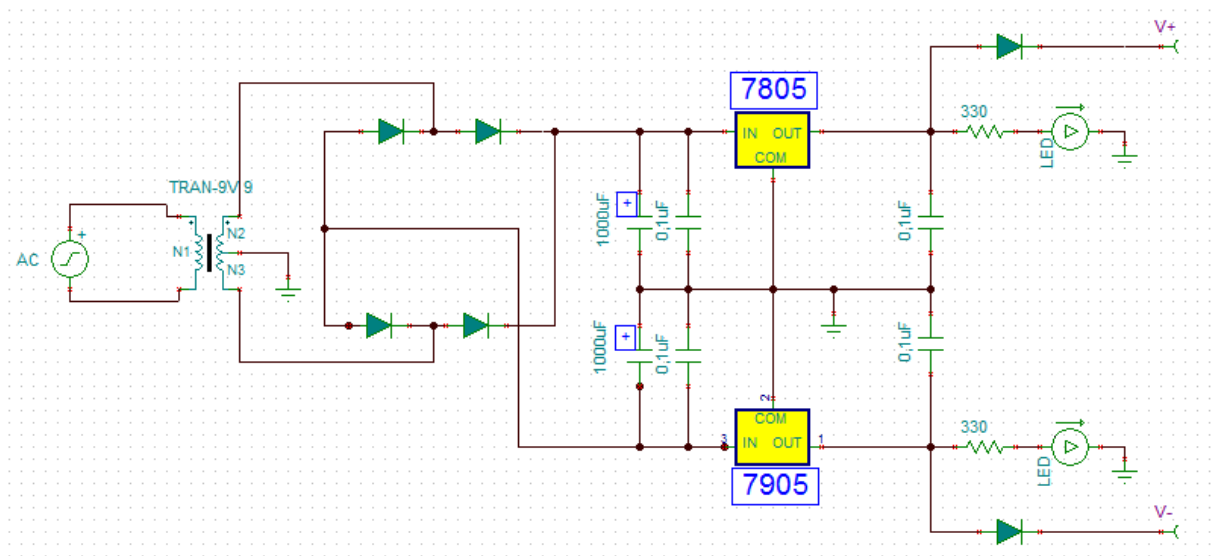 V+
7805
330
IN OUT
COM
LED
TRAN-9V 9
+
1000uF
0,1uF
0,1uF
+
N2
N1
AC
N3
+
1000uF
0,1uF
0,1uF
2
COM
330
3
IN OUT
1
LED
7905
V-